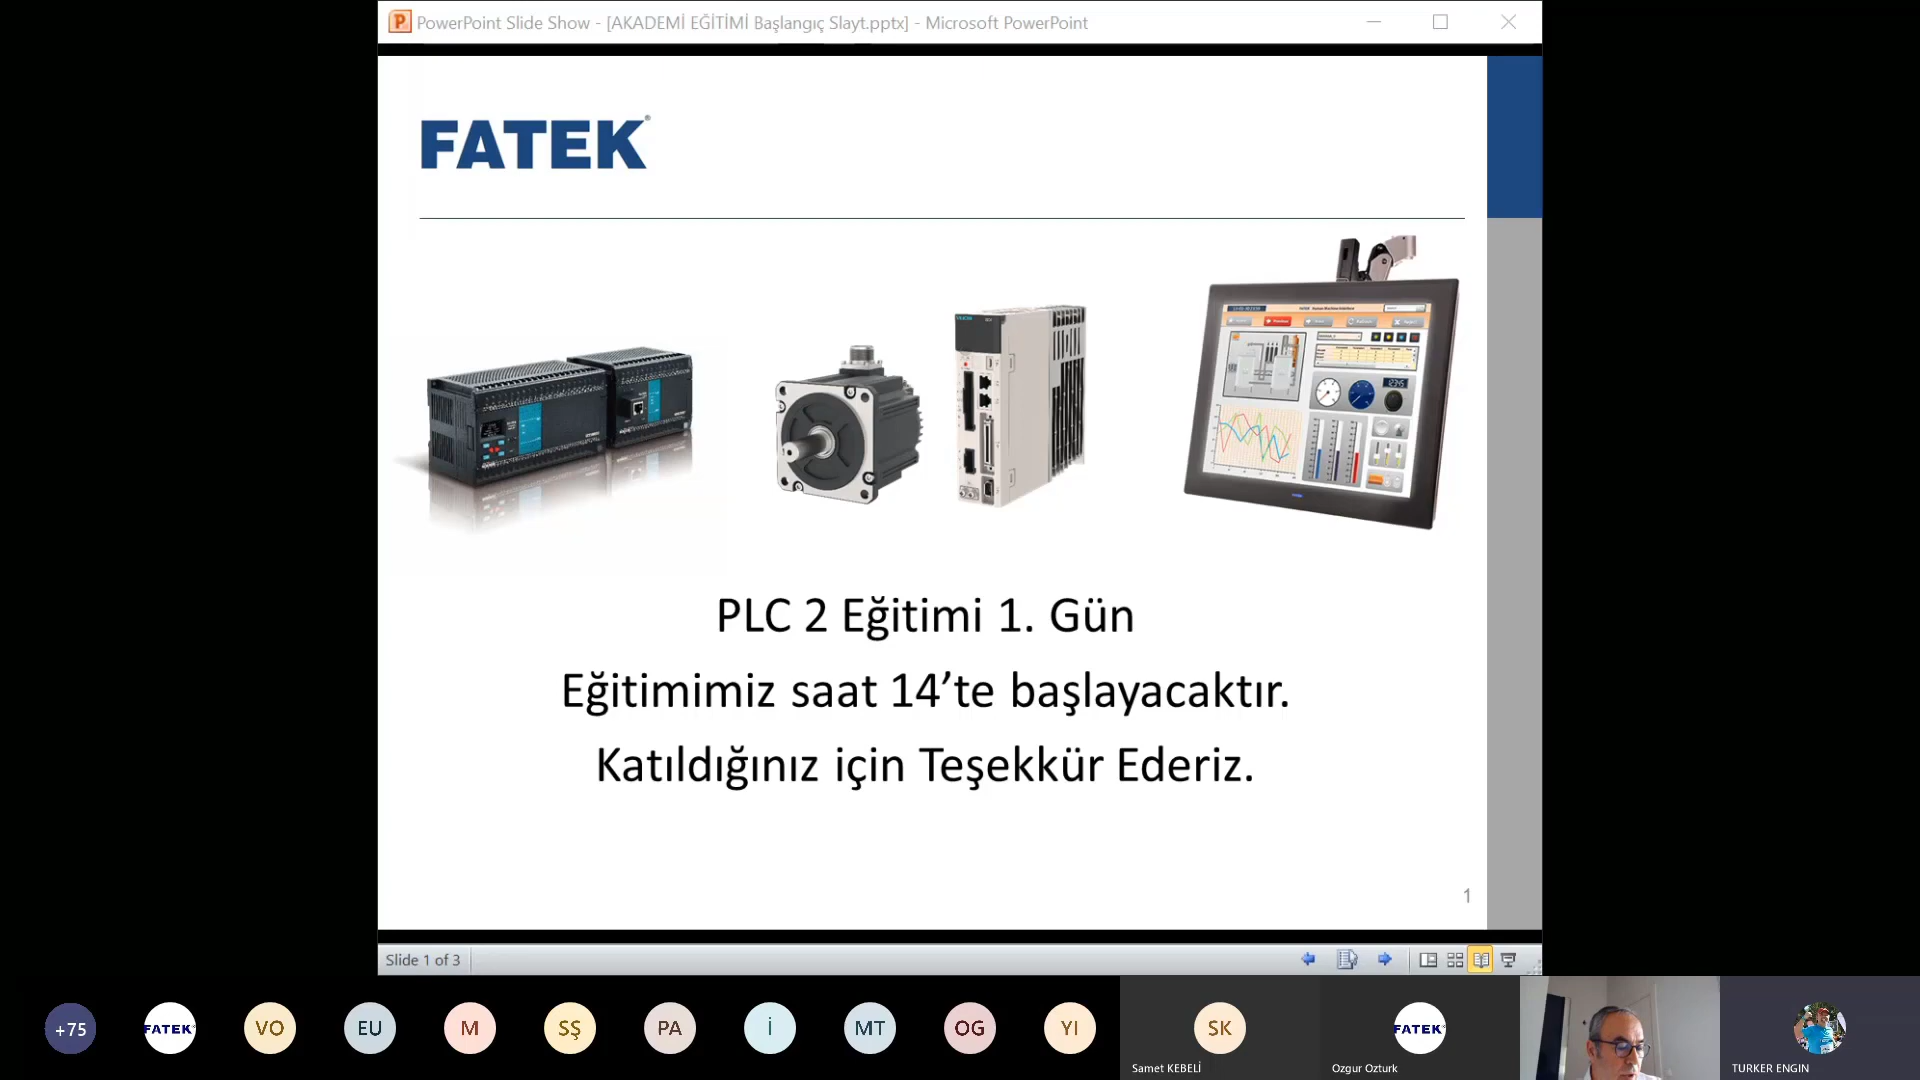 PowerPoint Slide Show - [AKADEMİ EĞİTİMİ Başlangıç Slayt.pptx] - Microsoft PowerPoint
FATEK®
PLC 2 Eğitimi 1. Gün
Eğitimimiz saat 14’te başlayacaktır.
Katıldığınız için Teşekkür Ederiz.
1
Slide 1 of 3
+75
FATEK
VO
EU
M
SŞ
PA
İ
MT
OG
YI
SK
FATEK
Samet KEBELİ
Ozgur Ozturk
TURKER ENGIN